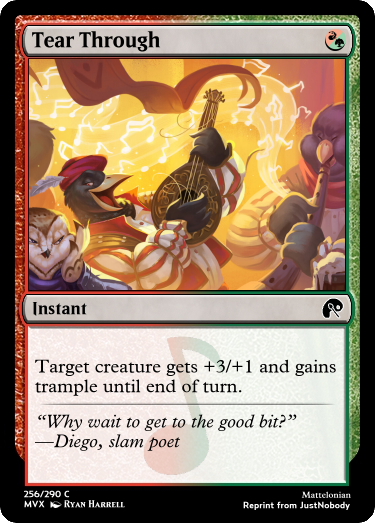 Tear Through
Instant
Target creature gets +3/+1 and gains
trample until end of turn.
“Why wait to get to the good bit?”
—Diego, slam poet
256/290 C
Mattelonian
MVX Ryan Harrell
Reprint from JustNobody